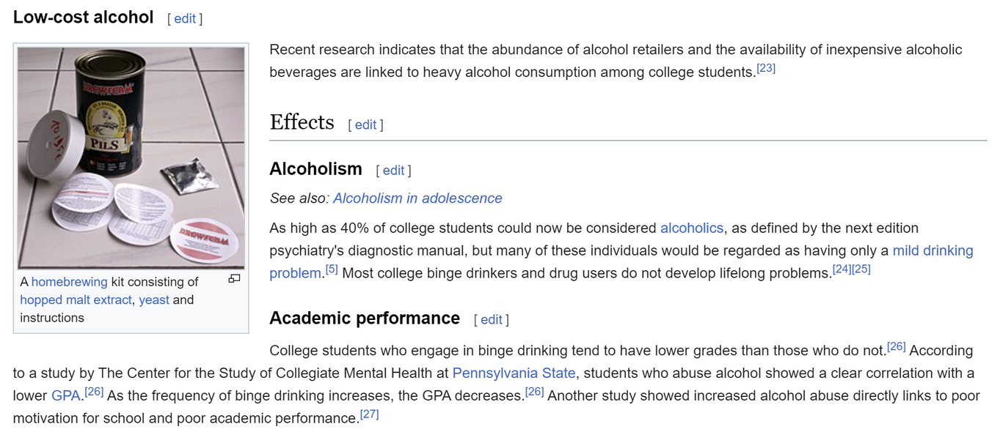 Low-cost alcohol [ edit ]
BREWFERM
PILS
BREWFERM
A homebrewing kit consisting of
hopped malt extract, yeast and
instructions
Recent research indicates that the abundance of alcohol retailers and the availability of inexpensive alcoholic
beverages are linked to heavy alcohol consumption among college students.[23]
Effects [ edit ]
Alcoholism [ edit ]
See also: Alcoholism in adolescence
As high as 40% of college students could now be considered alcoholics, as defined by the next edition
psychiatry's diagnostic manual, but many of these individuals would be regarded as having only a mild drinking
problem.[5] Most college binge drinkers and drug users do not develop lifelong problems.[24][25]
Academic performance [ edit ]
College students who engage in binge drinking tend to have lower grades than those who do not.[26] According
to a study by The Center for the Study of Collegiate Mental Health at Pennsylvania State, students who abuse alcohol showed a clear correlation with a
lower GPA.[26] As the frequency of binge drinking increases, the GPA decreases.[26] Another study showed increased alcohol abuse directly links to poor
motivation for school and poor academic performance.[27]